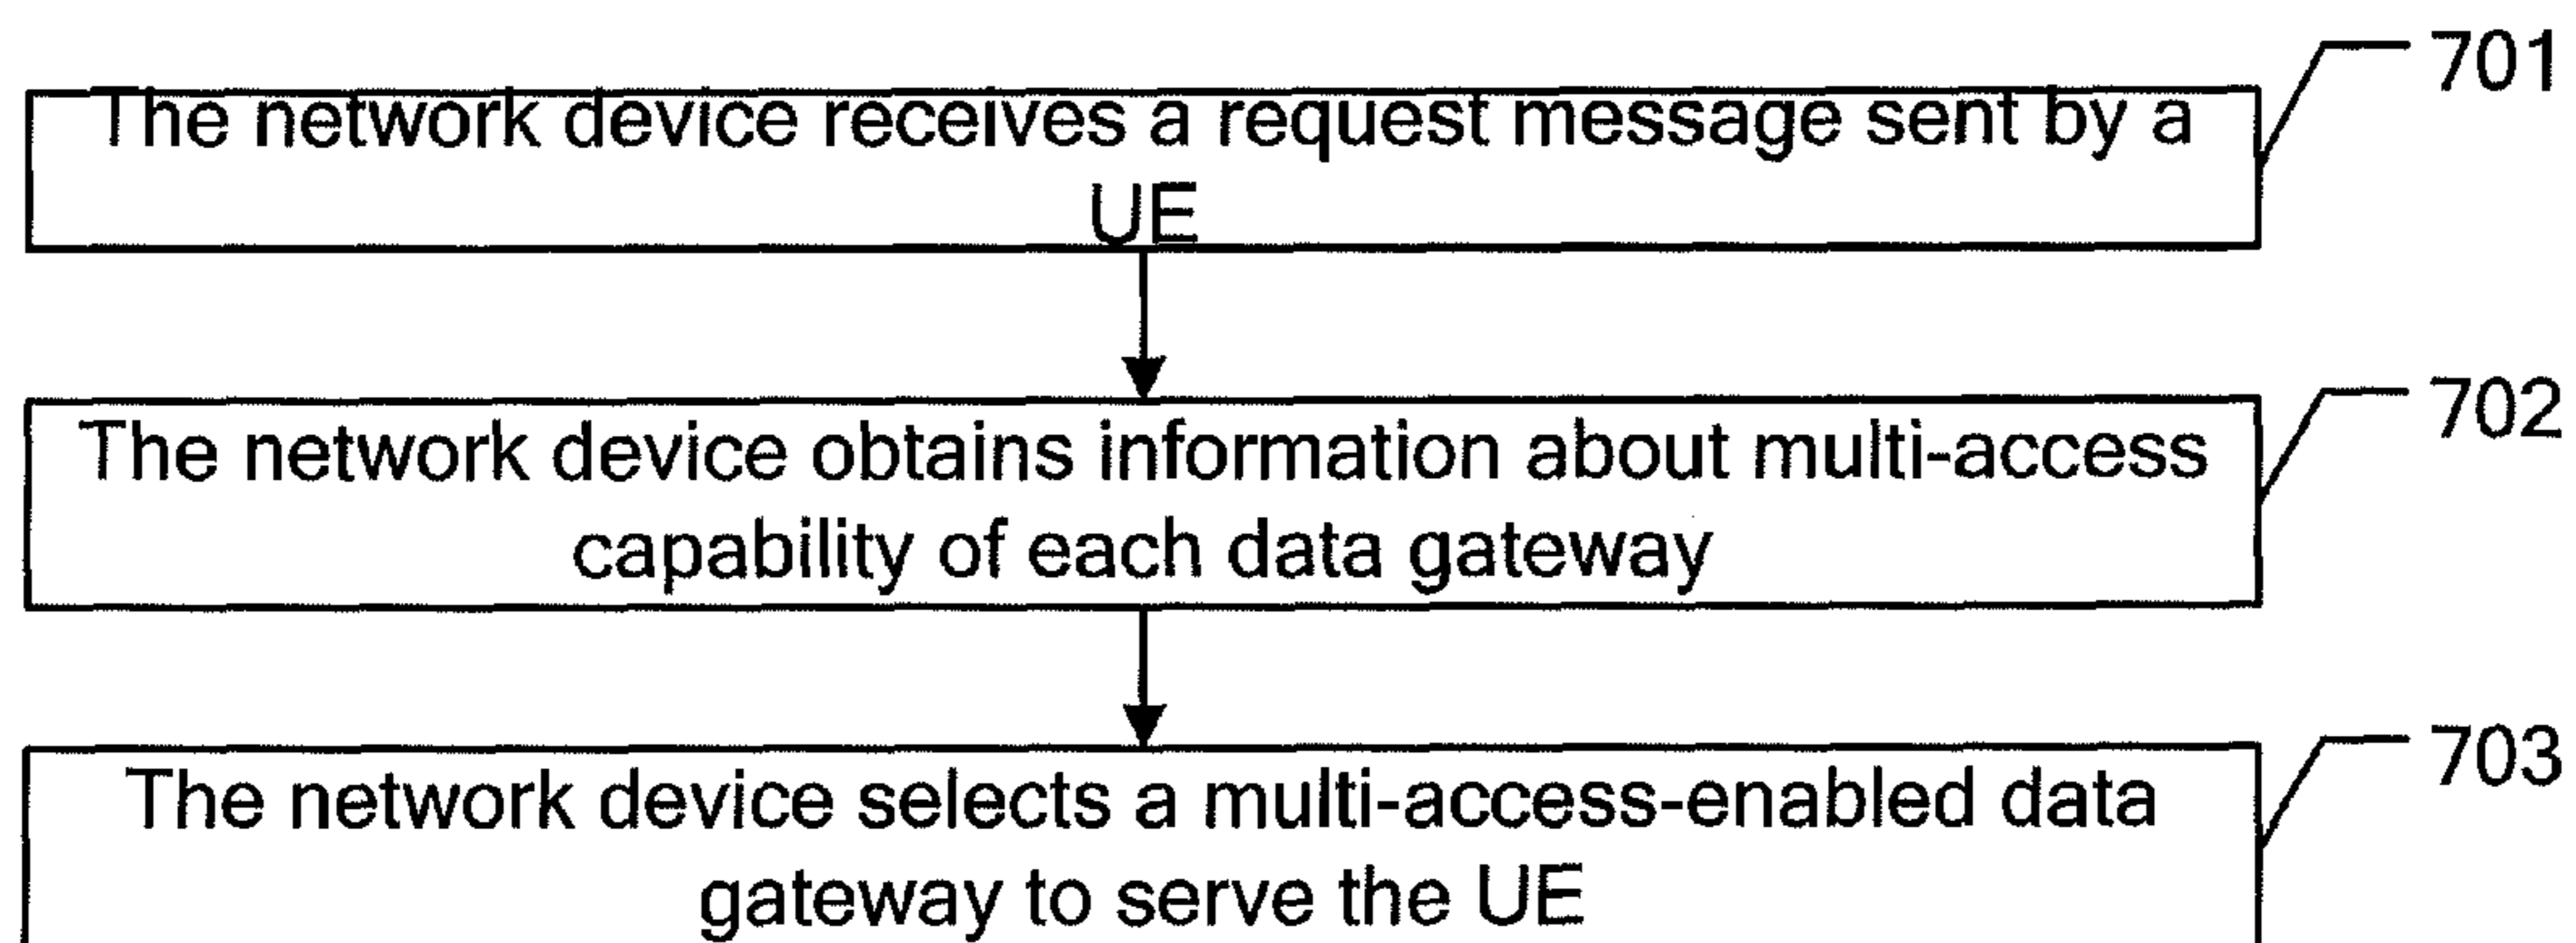 701
The network device receives a request message sent by a
UE
702
The network device obtains information about multi-access
capability of each data gateway
703
The network device selects a multi-access-enabled data
gateway to serve the UE